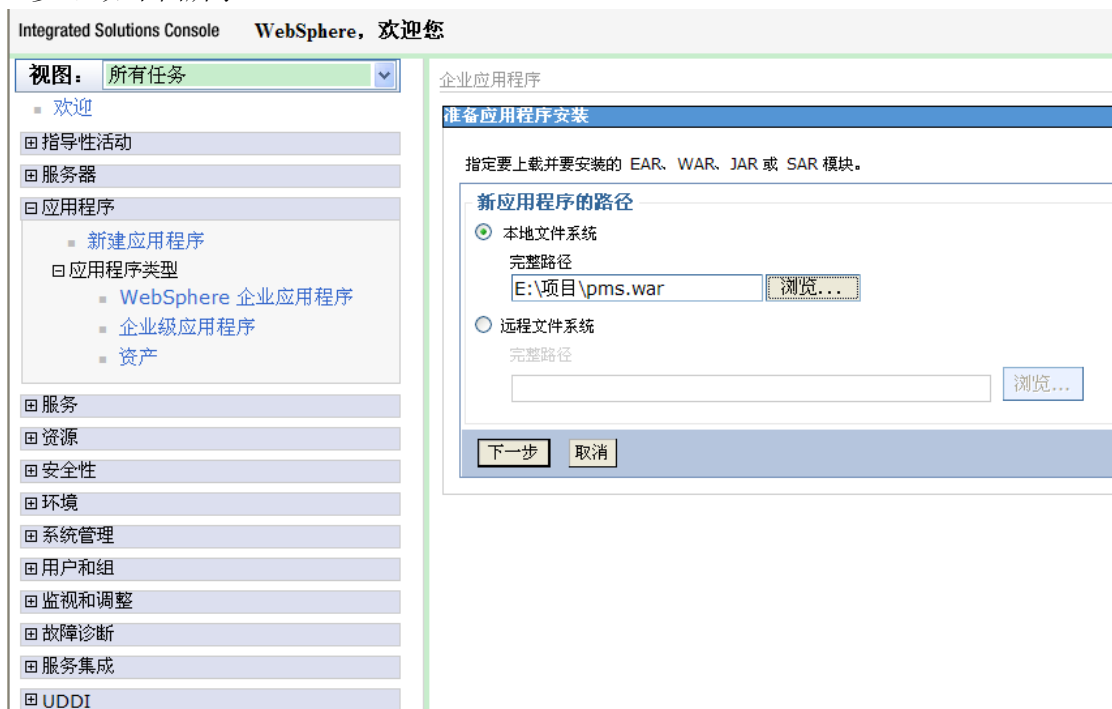 Integrated Solutions Console WebSphere，欢迎您
视图： 所有任务
欢迎
指导性活动
服务器
应用程序
新建应用程序
应用程序类型
WebSphere 企业应用程序
企业级应用程序
资产
服务
资源
安全性
环境
系统管理
用户和组
监视和调整
故障诊断
服务集成
UDDI
企业应用程序
准备应用程序安装
指定要上载并要安装的 EAR、WAR、JAR 或 SAR 模块。
新应用程序的路径
本地文件系统
完整路径
E:\项目\pms.war 浏览...
远程文件系统
完整路径
浏览...
下一步 取消